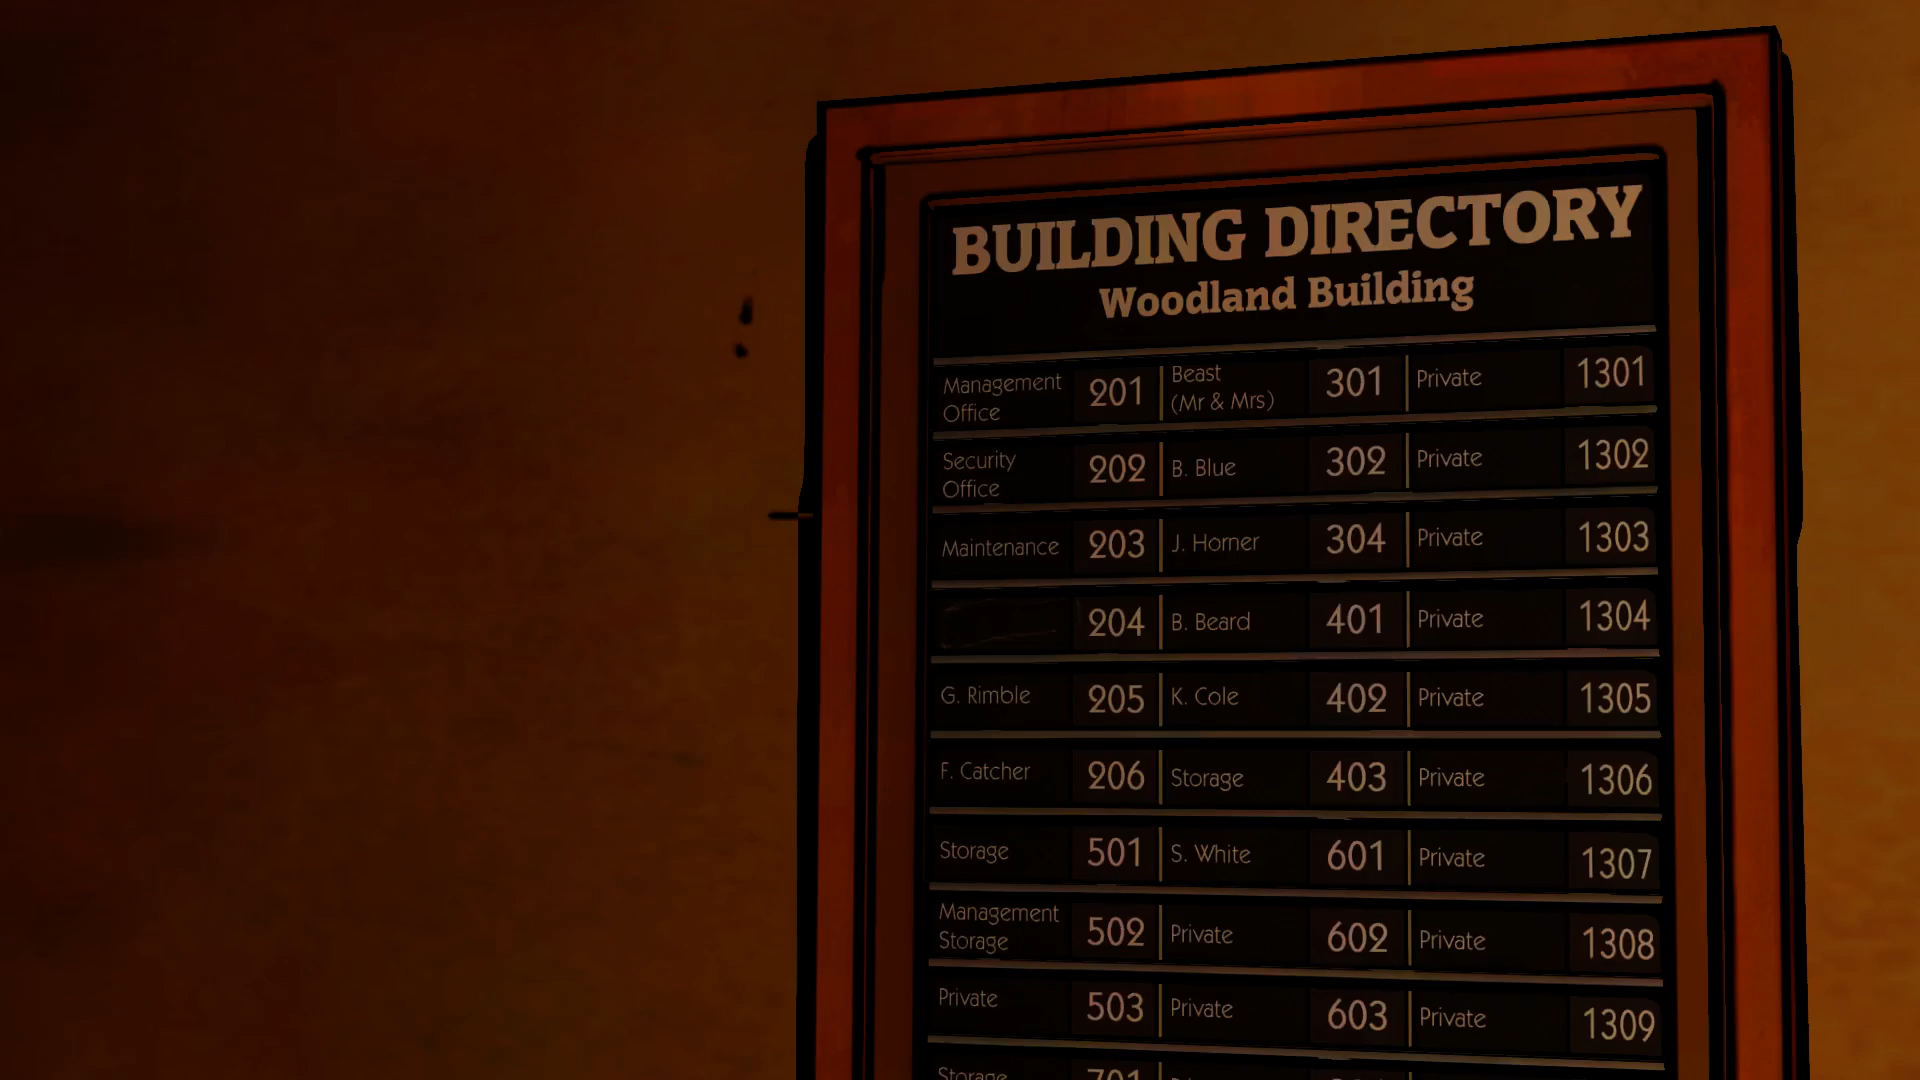 BUILDING DIRECTORY
Woodland Building
Management Office 201 Beast (Mr & Mrs) 301 Private 1301
Security Office 202 B. Blue 302 Private 1302
Maintenance 203 J. Horner 304 Private 1303
204 B. Beard 401 Private 1304
G. Rimble 205 K. Cole 402 Private 1305
F. Catcher 206 Storage 403 Private 1306
Storage 501 S. White 601 Private 1307
Management Storage 502 Private 602 Private 1308
Private 503 Private 603 Private 1309
Storage 701